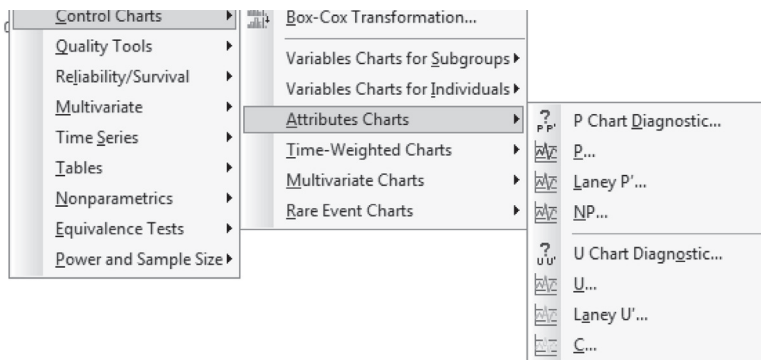 Control Charts
Quality Tools
Reliability/Survival
Multivariate
Time Series
Tables
Nonparametrics
Equivalence Tests
Power and Sample Size
Box-Cox Transformation...
Variables Charts for Subgroups
Variables Charts for Individuals
Attributes Charts
Time-Weighted Charts
Multivariate Charts
Rare Event Charts
P Chart Diagnostic...
P...
Laney P'...
NP...
U Chart Diagnostic...
U...
Laney U'...
C...